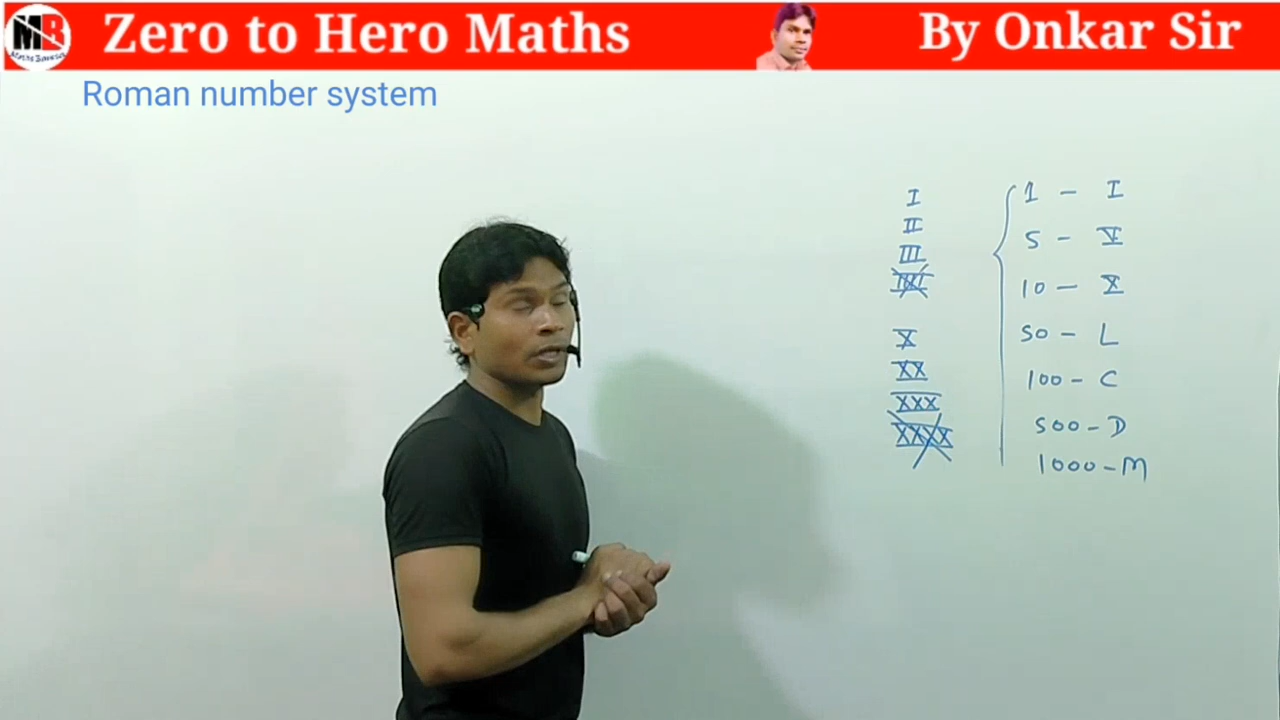 MB
Zero to Hero Maths
By Onkar Sir
Roman number system
I
II
III
IIII
X
XX
XXX
XXXX
1 - I
5 - V
10 - X
50 - L
100 - C
500 - D
1000 - M